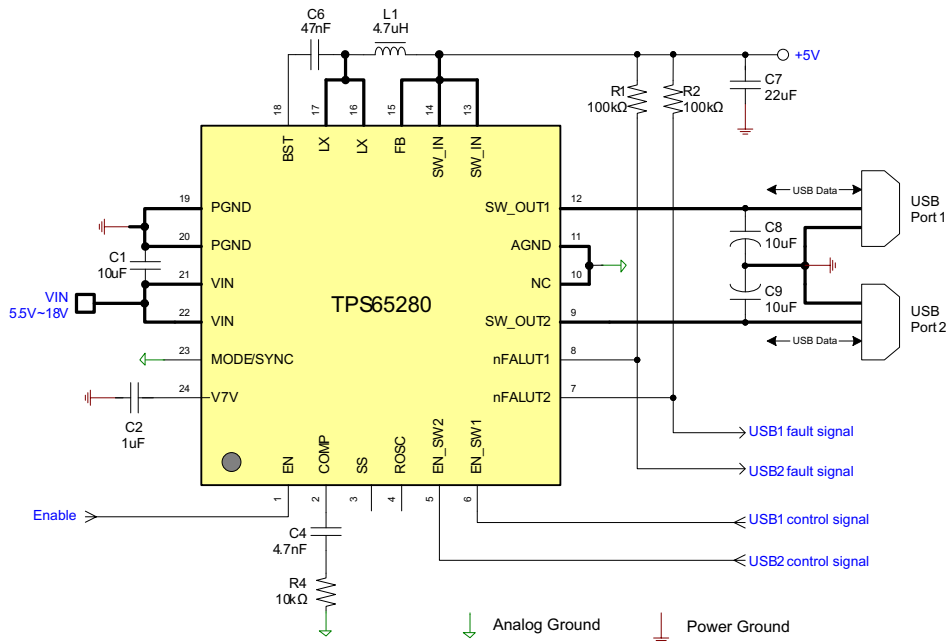 C6
47nF
L1
4.7uH
+5V
C7
22uF
R1
100kΩ
R2
100kΩ
18
17
16
15
14
13
BST
LX
LX
FB
SW_IN
SW_IN
19
PGND
20
PGND
C1
10uF
21
VIN
22
VIN
VIN
5.5V~18V
23
MODE/SYNC
24
V7V
C2
1uF
TPS65280
SW_OUT1
12
AGND
11
NC
10
SW_OUT2
9
nFALUT1
8
nFALUT2
7
USB Data
USB
Port 1
C8
10uF
C9
10uF
USB
Port 2
USB Data
EN
COMP
SS
ROSC
EN_SW2
EN_SW1
1
2
3
4
5
6
USB1 fault signal
USB2 fault signal
USB1 control signal
USB2 control signal
Enable
C4
4.7nF
R4
10kΩ
Analog Ground
Power Ground